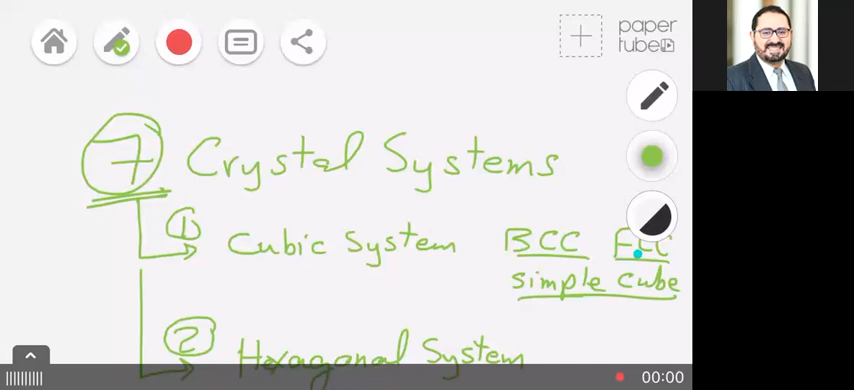 paper
tube
7 Crystal Systems
① Cubic System BCC FCC
simple cube
② Hexagonal System
00:00